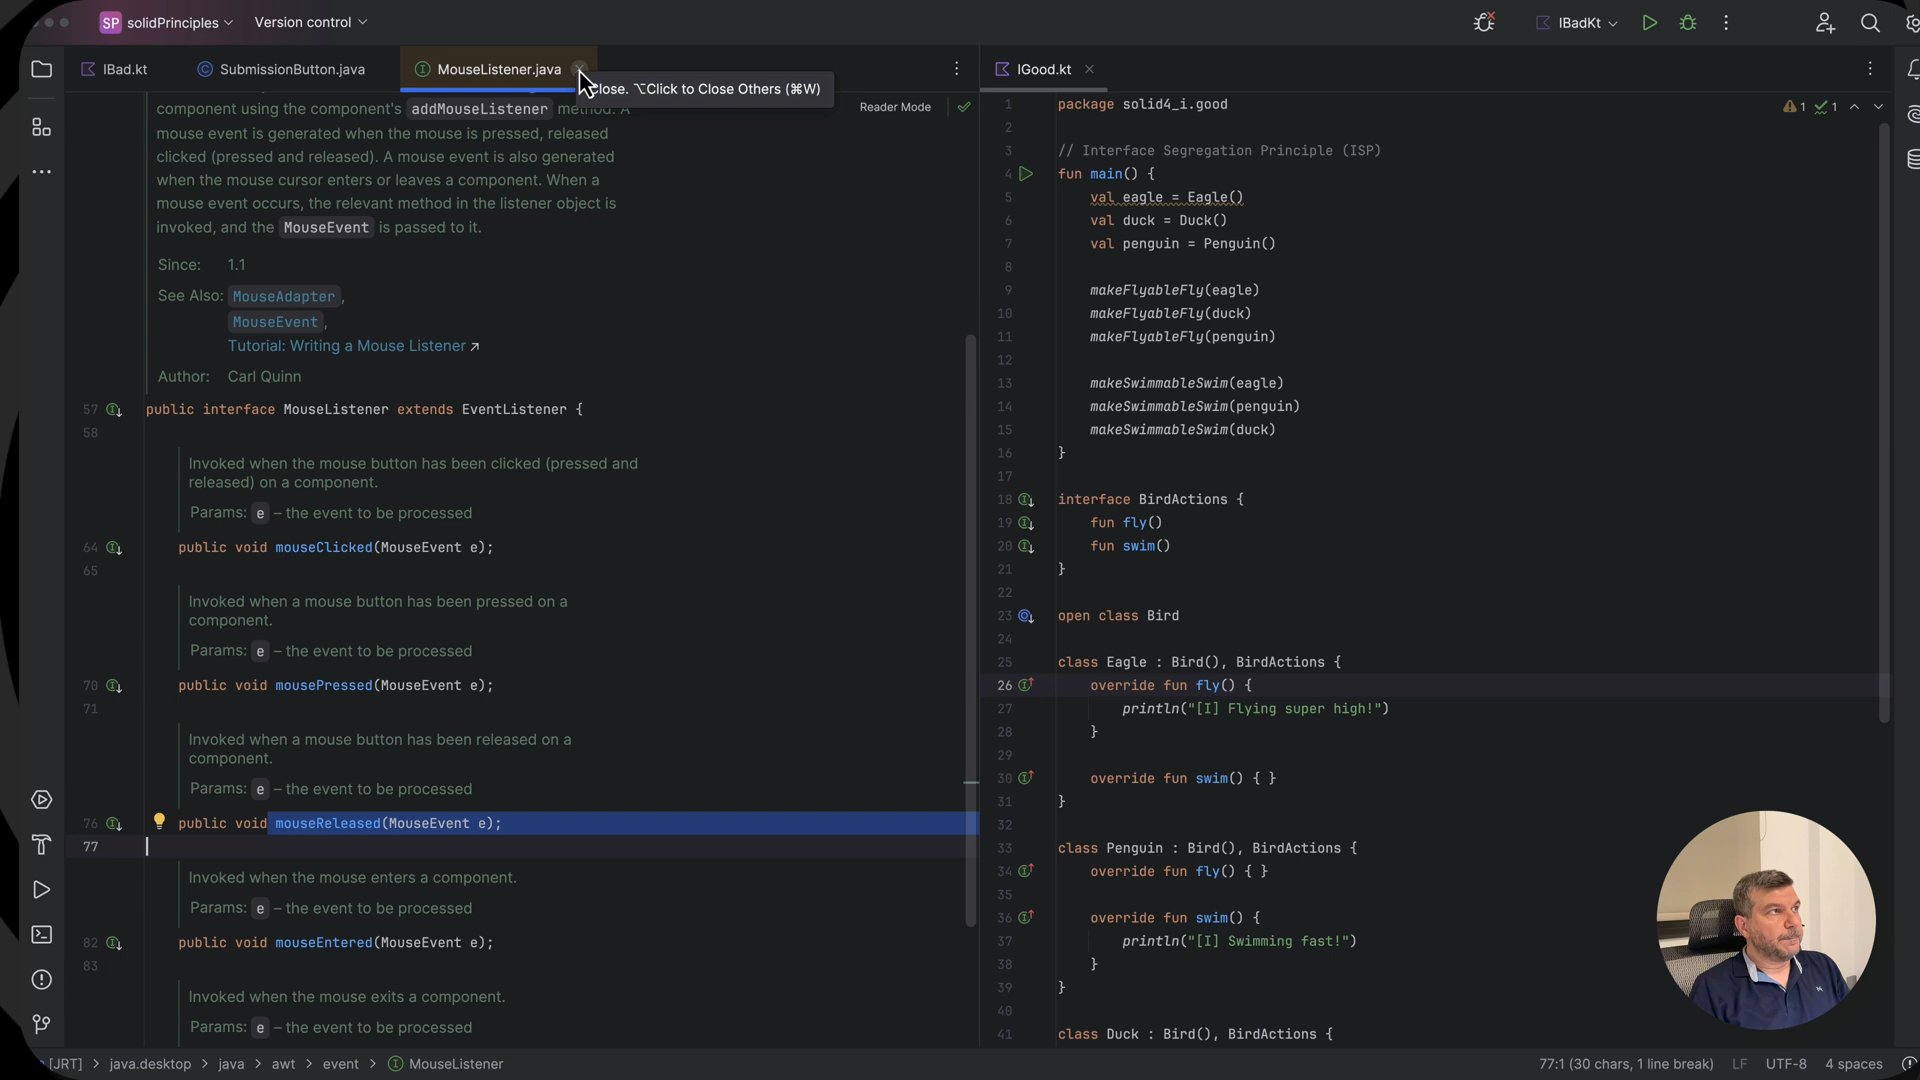 SP solidPrinciples Version control
IBadKt
IBad.kt SubmissionButton.java MouseListener.java
IGood.kt
Close. ⌥Click to Close Others (⌘W)
Reader Mode
component using the component's addMouseListener method. A
mouse event is generated when the mouse is pressed, released
clicked (pressed and released). A mouse event is also generated
when the mouse cursor enters or leaves a component. When a
mouse event occurs, the relevant method in the listener object is
invoked, and the MouseEvent is passed to it.
Since: 1.1
See Also: MouseAdapter,
MouseEvent,
Tutorial: Writing a Mouse Listener ↗
Author: Carl Quinn
57 public interface MouseListener extends EventListener {
58
Invoked when the mouse button has been clicked (pressed and
released) on a component.
Params: e – the event to be processed
64 public void mouseClicked(MouseEvent e);
65
Invoked when a mouse button has been pressed on a
component.
Params: e – the event to be processed
70 public void mousePressed(MouseEvent e);
71
Invoked when a mouse button has been released on a
component.
Params: e – the event to be processed
76 public void mouseReleased(MouseEvent e);
77
Invoked when the mouse enters a component.
Params: e – the event to be processed
82 public void mouseEntered(MouseEvent e);
83
Invoked when the mouse exits a component.
Params: e – the event to be processed
1 package solid4_i.good
1 1
2
3 // Interface Segregation Principle (ISP)
4 fun main() {
5 val eagle = Eagle()
6 val duck = Duck()
7 val penguin = Penguin()
8
9 makeFlyableFly(eagle)
10 makeFlyableFly(duck)
11 makeFlyableFly(penguin)
12
13 makeSwimmableSwim(eagle)
14 makeSwimmableSwim(penguin)
15 makeSwimmableSwim(duck)
16 }
17
18 interface BirdActions {
19 fun fly()
20 fun swim()
21 }
22
23 open class Bird
24
25 class Eagle : Bird(), BirdActions {
26 override fun fly() {
27 println("[I] Flying super high!")
28 }
29
30 override fun swim() { }
31 }
32
33 class Penguin : Bird(), BirdActions {
34 override fun fly() { }
35
36 override fun swim() {
37 println("[I] Swimming fast!")
38 }
39 }
40
41 class Duck : Bird(), BirdActions {
[JRT] > java.desktop > java > awt > event > MouseListener
77:1 (30 chars, 1 line break) LF UTF-8 4 spaces